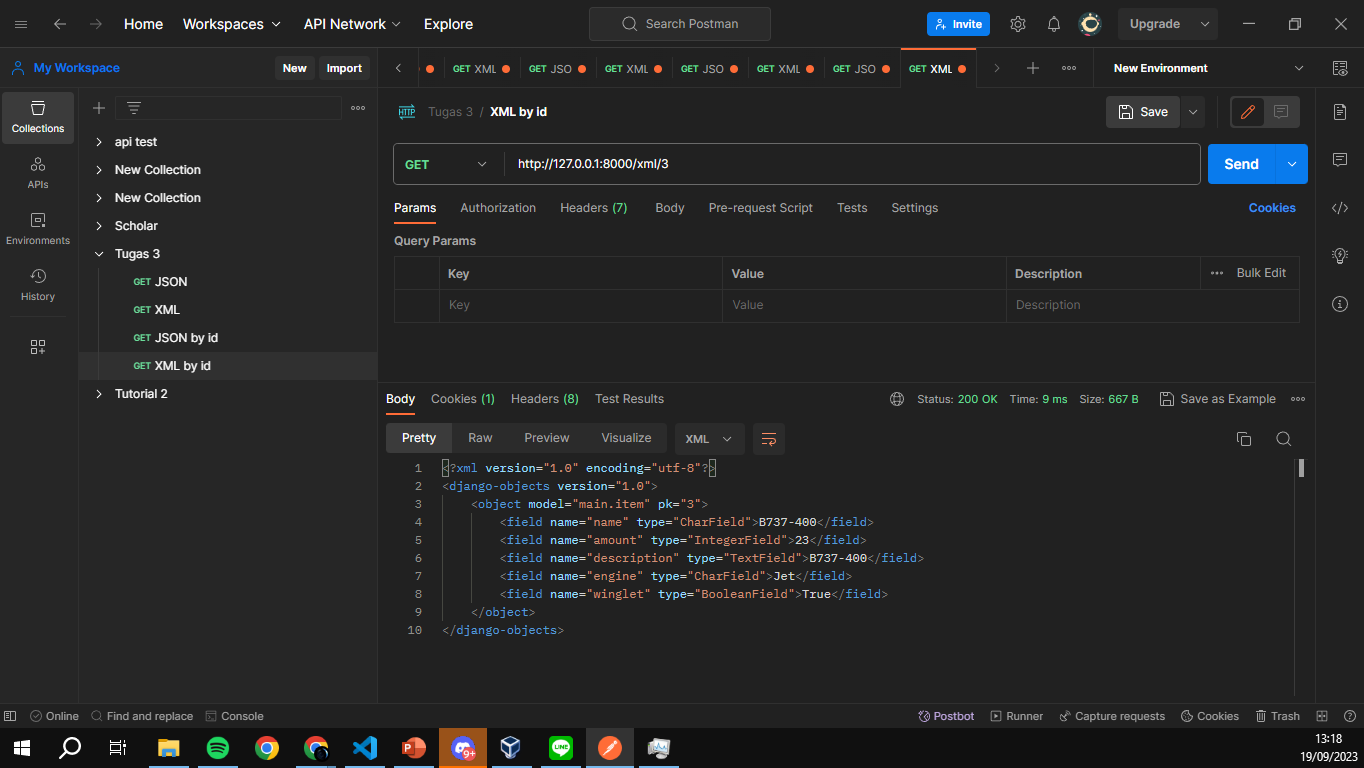 Home Workspaces API Network Explore Search Postman Invite Upgrade
My Workspace New Import GET XML GET JSO GET XML GET JSO GET XML GET JSO GET XML New Environment
Collections
APIs
Environments
History
api test
New Collection
New Collection
Scholar
Tugas 3
GET JSON
GET XML
GET JSON by id
GET XML by id
Tutorial 2
HTTP Tugas 3 / XML by id Save
GET http://127.0.0.1:8000/xml/3 Send
Params Authorization Headers (7) Body Pre-request Script Tests Settings Cookies
Query Params
Key Value Description Bulk Edit
Key Value Description
Body Cookies (1) Headers (8) Test Results Status: 200 OK Time: 9 ms Size: 667 B Save as Example
Pretty Raw Preview Visualize XML
1 <?xml version="1.0" encoding="utf-8"?>
2 <django-objects version="1.0">
3 <object model="main.item" pk="3">
4 <field name="name" type="CharField">B737-400</field>
5 <field name="amount" type="IntegerField">23</field>
6 <field name="description" type="TextField">B737-400</field>
7 <field name="engine" type="CharField">Jet</field>
8 <field name="winglet" type="BooleanField">True</field>
9 </object>
10 </django-objects>
Online Find and replace Console Postbot Runner Capture requests Cookies Trash
9+ LINE
13:18
19/09/2023